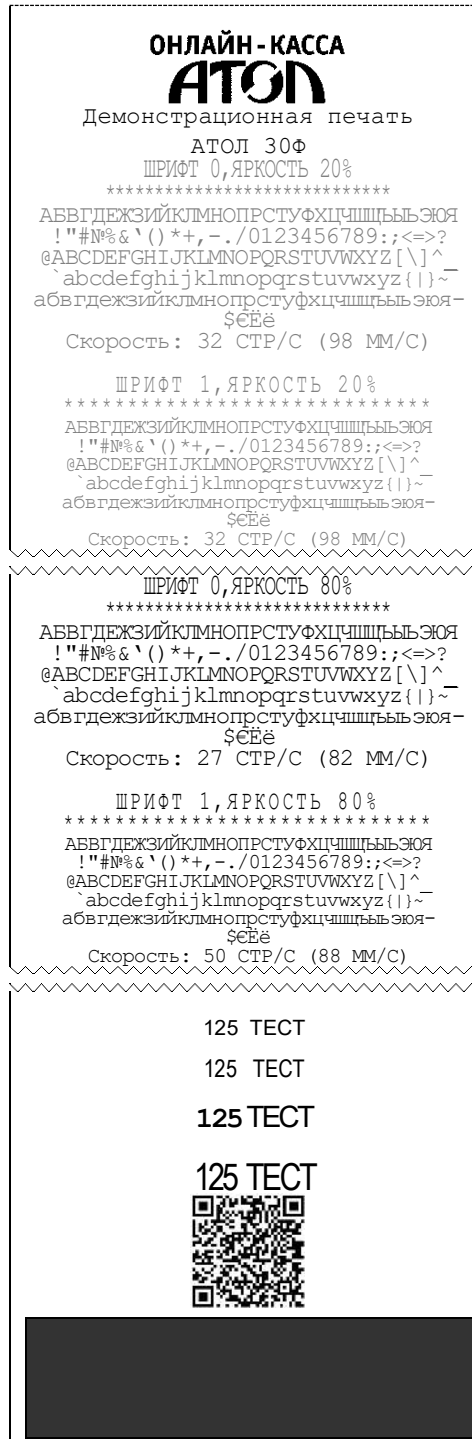 ОНЛАЙН-КАССА
АТОЛ
Демонстрационная печать
АТОЛ 30Ф
ШРИФТ 0,ЯРКОСТЬ 20%
*****************************
АБВГДЕЖЗИЙКЛМНОПРСТУФХЦЧШЩЪЫЬЭЮЯ
!"#№%&`()*+,-./0123456789:;<=>?
@ABCDEFGHIJKLMNOPQRSTUVWXYZ[\]^_
`abcdefghijklmnopqrstuvwxyz{|}~
абвгдежзийклмнопрстуфхцчшщъыьэюя-
$€Ёё
Скорость: 32 СТР/С (98 ММ/С)
ШРИФТ 1,ЯРКОСТЬ 20%
*****************************
АБВГДЕЖЗИЙКЛМНОПРСТУФХЦЧШЩЪЫЬЭЮЯ
!"#№%&`()*+,-./0123456789:;<=>?
@ABCDEFGHIJKLMNOPQRSTUVWXYZ[\]^_
`abcdefghijklmnopqrstuvwxyz{|}~
абвгдежзийклмнопрстуфхцчшщъыьэюя-
$€Ёё
Скорость: 32 СТР/С (98 ММ/С)
ШРИФТ 0,ЯРКОСТЬ 80%
*****************************
АБВГДЕЖЗИЙКЛМНОПРСТУФХЦЧШЩЪЫЬЭЮЯ
!"#№%&`()*+,-./0123456789:;<=>?
@ABCDEFGHIJKLMNOPQRSTUVWXYZ[\]^_
`abcdefghijklmnopqrstuvwxyz{|}~
абвгдежзийклмнопрстуфхцчшщъыьэюя-
$€Ёё
Скорость: 27 СТР/С (82 ММ/С)
ШРИФТ 1,ЯРКОСТЬ 80%
*****************************
АБВГДЕЖЗИЙКЛМНОПРСТУФХЦЧШЩЪЫЬЭЮЯ
!"#№%&`()*+,-./0123456789:;<=>?
@ABCDEFGHIJKLMNOPQRSTUVWXYZ[\]^_
`abcdefghijklmnopqrstuvwxyz{|}~
абвгдежзийклмнопрстуфхцчшщъыьэюя-
$€Ёё
Скорость: 50 СТР/С (88 ММ/С)
125 ТЕСТ
125 ТЕСТ
125 ТЕСТ
125 ТЕСТ